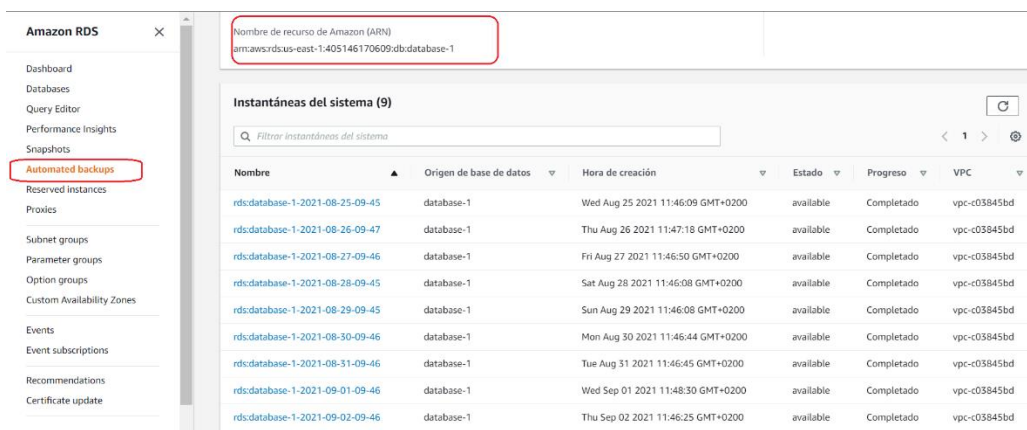 Amazon RDS
Dashboard
Databases
Query Editor
Performance Insights
Snapshots
Automated backups
Reserved instances
Proxies
Subnet groups
Parameter groups
Option groups
Custom Availability Zones
Events
Event subscriptions
Recommendations
Certificate update
Nombre de recurso de Amazon (ARN)
arn:aws:rds:us-east-1:405146170609:db:database-1
Instantáneas del sistema (9)
Filtrar instantáneas del sistema
1
Nombre Origen de base de datos Hora de creación Estado Progreso VPC
rds:database-1-2021-08-25-09-45 database-1 Wed Aug 25 2021 11:46:09 GMT+0200 available Completado vpc-c03845bd
rds:database-1-2021-08-26-09-47 database-1 Thu Aug 26 2021 11:47:18 GMT+0200 available Completado vpc-c03845bd
rds:database-1-2021-08-27-09-46 database-1 Fri Aug 27 2021 11:46:50 GMT+0200 available Completado vpc-c03845bd
rds:database-1-2021-08-28-09-45 database-1 Sat Aug 28 2021 11:46:08 GMT+0200 available Completado vpc-c03845bd
rds:database-1-2021-08-29-09-45 database-1 Sun Aug 29 2021 11:46:08 GMT+0200 available Completado vpc-c03845bd
rds:database-1-2021-08-30-09-46 database-1 Mon Aug 30 2021 11:46:44 GMT+0200 available Completado vpc-c03845bd
rds:database-1-2021-08-31-09-46 database-1 Tue Aug 31 2021 11:46:45 GMT+0200 available Completado vpc-c03845bd
rds:database-1-2021-09-01-09-46 database-1 Wed Sep 01 2021 11:48:30 GMT+0200 available Completado vpc-c03845bd
rds:database-1-2021-09-02-09-46 database-1 Thu Sep 02 2021 11:46:25 GMT+0200 available Completado vpc-c03845bd